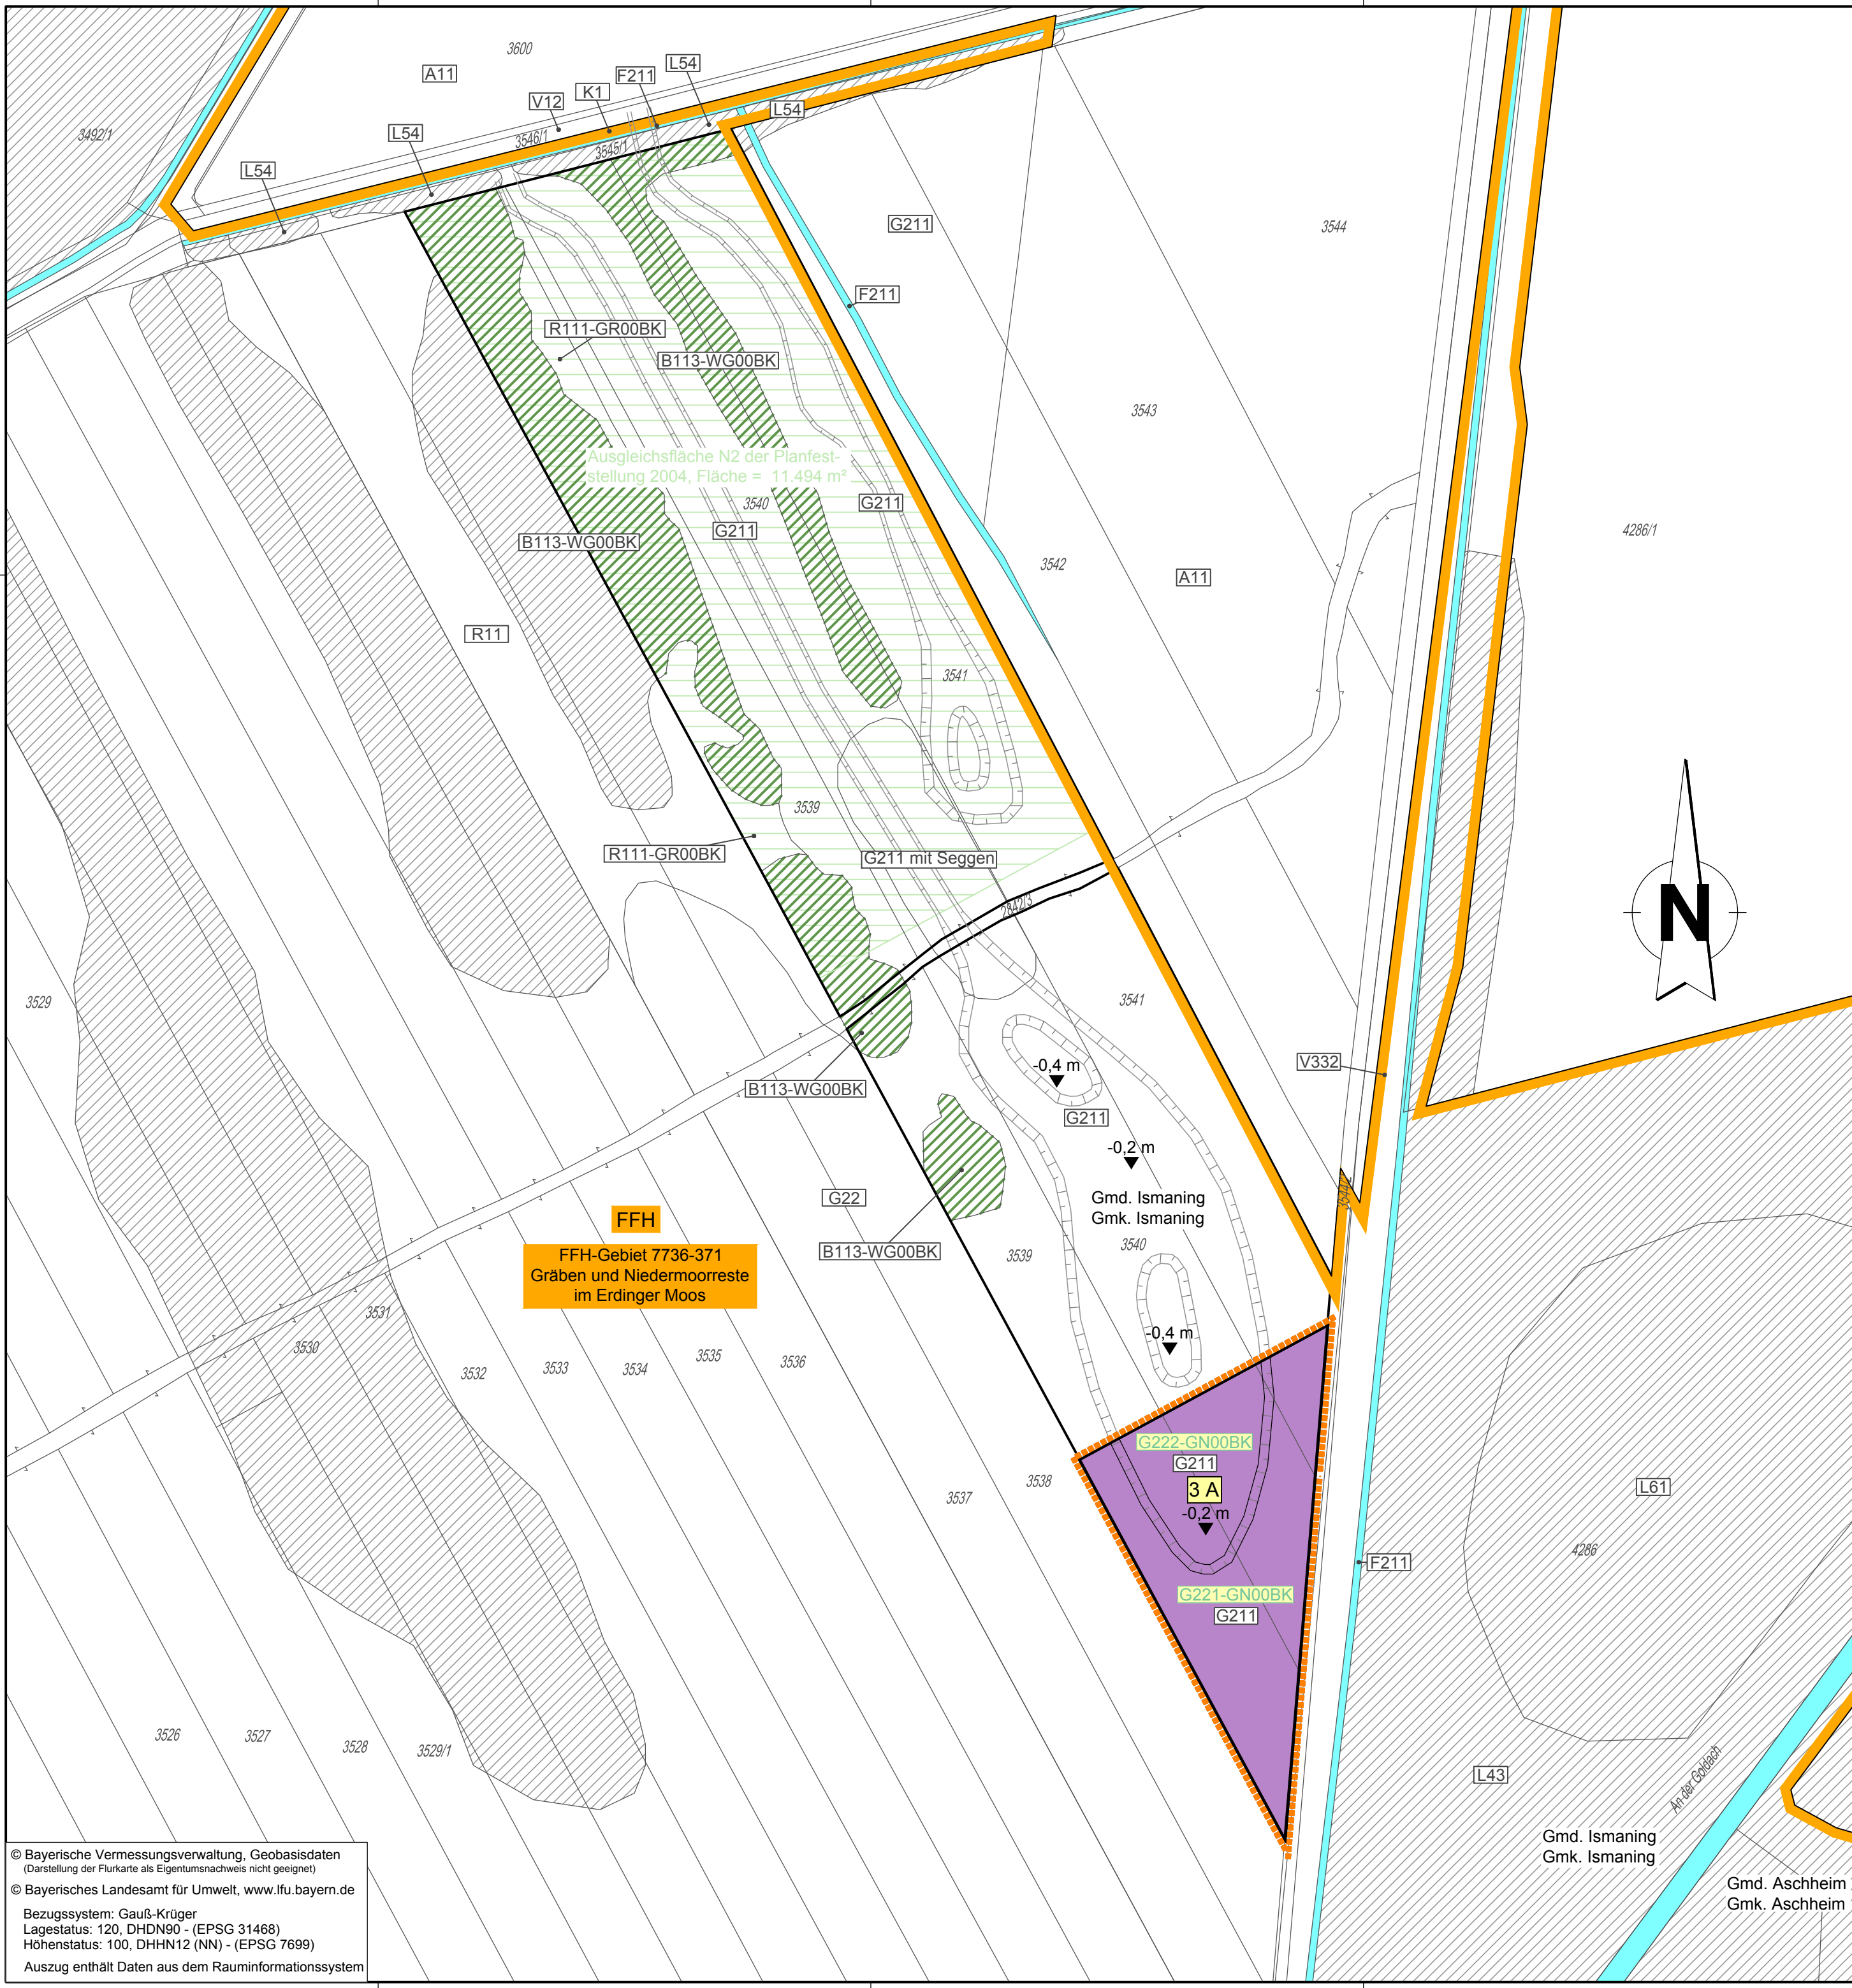 3600
A11
L54
F211
K1
V12
L54
3492/1
L54
3546/1
3545/1
L54
G211
3544
F211
R111-GR00BK
B113-WG00BK
3543
Ausgleichsfläche N2 der Planfest-
stellung 2004, Fläche = 11.494 m²
3540
G211
G211
4286/1
B113-WG00BK
3542
A11
R11
3541
3539
R111-GR00BK
G211 mit Seggen
2842/3
N
3529
3541
V332
-0,4 m
B113-WG00BK
G211
-0,2 m
Gmd. Ismaning
Gmk. Ismaning
3544/2
G22
FFH
B113-WG00BK
3540
3539
FFH-Gebiet 7736-371
Gräben und Niedermoorreste
im Erdinger Moos
3531
3530
-0,4 m
3532
3533
3534
3535
3536
G222-GN00BK
G211
3 A
-0,2 m
3538
3537
L61
4286
F211
G221-GN00BK
G211
3526
3527
3528
3529/1
An der Goldach
L43
Gmd. Ismaning
Gmk. Ismaning
Gmd. Aschheim
Gmk. Aschheim
© Bayerische Vermessungsverwaltung, Geobasisdaten
(Darstellung der Flurkarte als Eigentumsnachweis nicht geeignet)
© Bayerisches Landesamt für Umwelt, www.lfu.bayern.de
Bezugssystem: Gauß-Krüger
Lagestatus: 120, DHDN90 - (EPSG 31468)
Höhenstatus: 100, DHHN12 (NN) - (EPSG 7699)
Auszug enthält Daten aus dem Rauminformationssystem